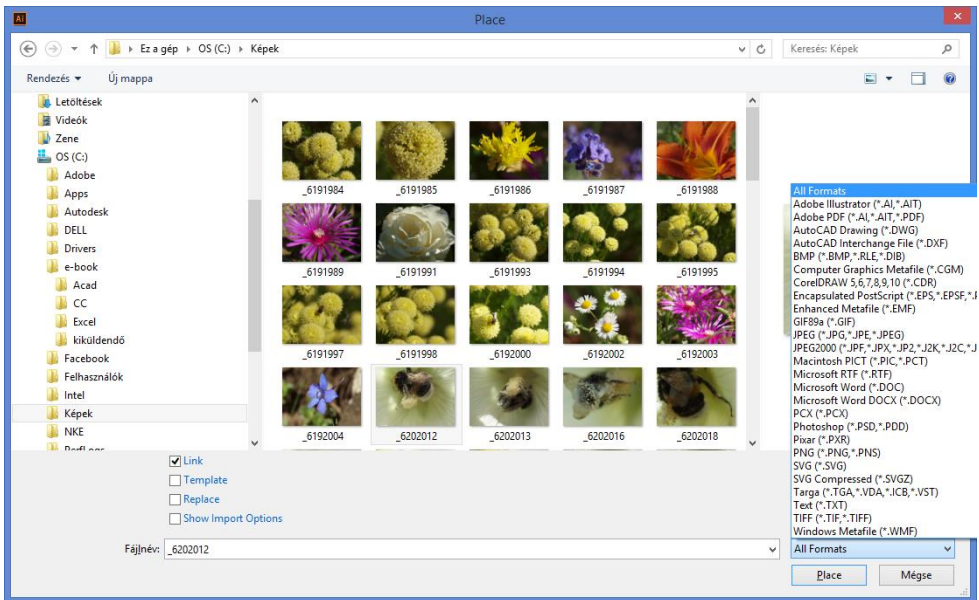 Ai
Place
Ez a gép
OS (C:)
Képek
Keresés: Képek
Rendezés
Új mappa
Letöltések
Videók
Zene
OS (C:)
Adobe
Apps
Autodesk
DELL
Drivers
e-book
Acad
CC
Excel
kiküldendő
Facebook
Felhasználók
Intel
Képek
NKE
PerfLogs
_6191984 _6191985 _6191986 _6191987 _6191988
_6191989 _6191991 _6191993 _6191994 _6191995
_6191997 _6191998 _6192000 _6192002 _6192003
_6192004 _6202012 _6202013 _6202016 _6202018
All Formats
Adobe Illustrator (*.AI,*.AIT)
Adobe PDF (*.AI,*.AIT,*.PDF)
AutoCAD Drawing (*.DWG)
AutoCAD Interchange File (*.DXF)
BMP (*.BMP,*.RLE,*.DIB)
Computer Graphics Metafile (*.CGM)
CorelDRAW 5,6,7,8,9,10 (*.CDR)
Encapsulated PostScript (*.EPS,*.EPSF,*.P
Enhanced Metafile (*.EMF)
GIF89a (*.GIF)
JPEG (*.JPG,*.JPE,*.JPEG)
JPEG2000 (*.JPF,*.JPX,*.JP2,*.J2K,*.J2C,*.J
Macintosh PICT (*.PIC,*.PCT)
Microsoft RTF (*.RTF)
Microsoft Word (*.DOC)
Microsoft Word DOCX (*.DOCX)
PCX (*.PCX)
Photoshop (*.PSD,*.PDD)
Pixar (*.PXR)
PNG (*.PNG,*.PNS)
SVG (*.SVG)
SVG Compressed (*.SVGZ)
Targa (*.TGA,*.VDA,*.ICB,*.VST)
Text (*.TXT)
TIFF (*.TIF,*.TIFF)
Windows Metafile (*.WMF)
Link
Template
Replace
Show Import Options
Fájlnév: _6202012
All Formats
Place
Mégse